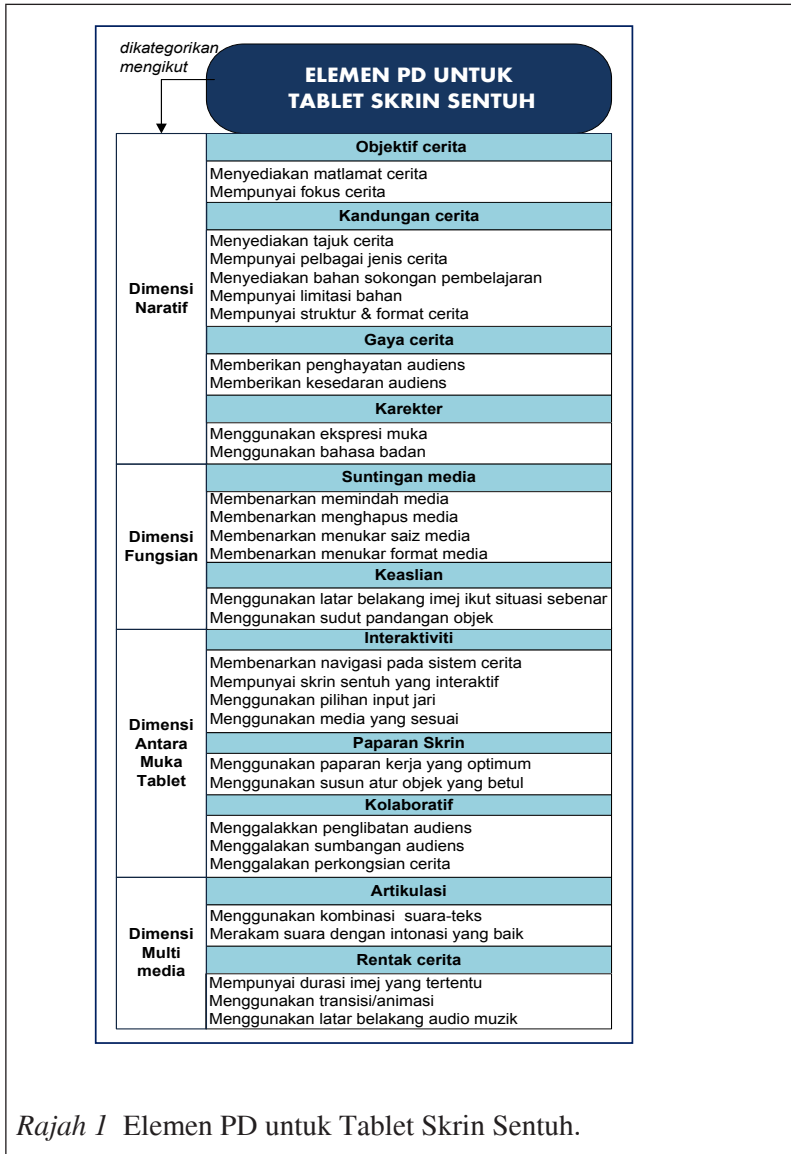 dikategorikan
mengikut
ELEMEN PD UNTUK
TABLET SKRIN SENTUH
Dimensi
Naratif
Objektif cerita
Menyediakan matlamat cerita
Mempunyai fokus cerita
Kandungan cerita
Menyediakan tajuk cerita
Mempunyai pelbagai jenis cerita
Menyediakan bahan sokongan pembelajaran
Mempunyai limitasi bahan
Mempunyai struktur & format cerita
Gaya cerita
Memberikan penghayatan audiens
Memberikan kesedaran audiens
Karekter
Menggunakan ekspresi muka
Menggunakan bahasa badan
Dimensi
Fungsian
Suntingan media
Membenarkan memindah media
Membenarkan menghapus media
Membenarkan menukar saiz media
Membenarkan menukar format media
Keaslian
Menggunakan latar belakang imej ikut situasi sebenar
Menggunakan sudut pandangan objek
Dimensi
Antara
Muka
Tablet
Interaktiviti
Membenarkan navigasi pada sistem cerita
Mempunyai skrin sentuh yang interaktif
Menggunakan pilihan input jari
Menggunakan media yang sesuai
Paparan Skrin
Menggunakan paparan kerja yang optimum
Menggunakan susun atur objek yang betul
Kolaboratif
Menggalakkan penglibatan audiens
Menggalakan sumbangan audiens
Menggalakan perkongsian cerita
Dimensi
Multi
media
Artikulasi
Menggunakan kombinasi suara-teks
Merakam suara dengan intonasi yang baik
Rentak cerita
Mempunyai durasi imej yang tertentu
Menggunakan transisi/animasi
Menggunakan latar belakang audio muzik
Rajah 1 Elemen PD untuk Tablet Skrin Sentuh.